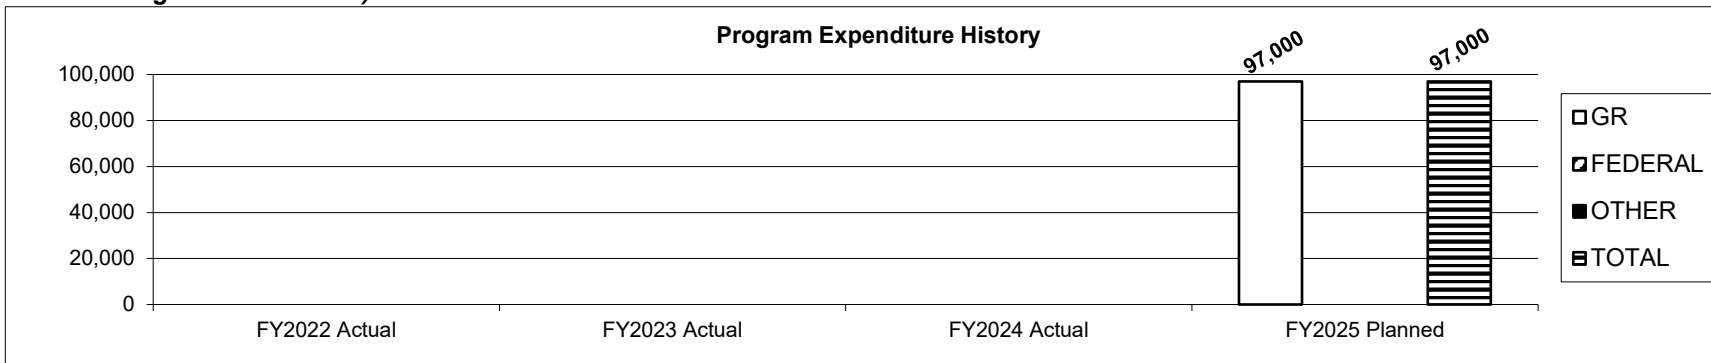 Program Expenditure History
97,000
97,000
100,000
80,000
60,000
40,000
20,000
0
FY2022 Actual
FY2023 Actual
FY2024 Actual
FY2025 Planned
GR
FEDERAL
OTHER
TOTAL